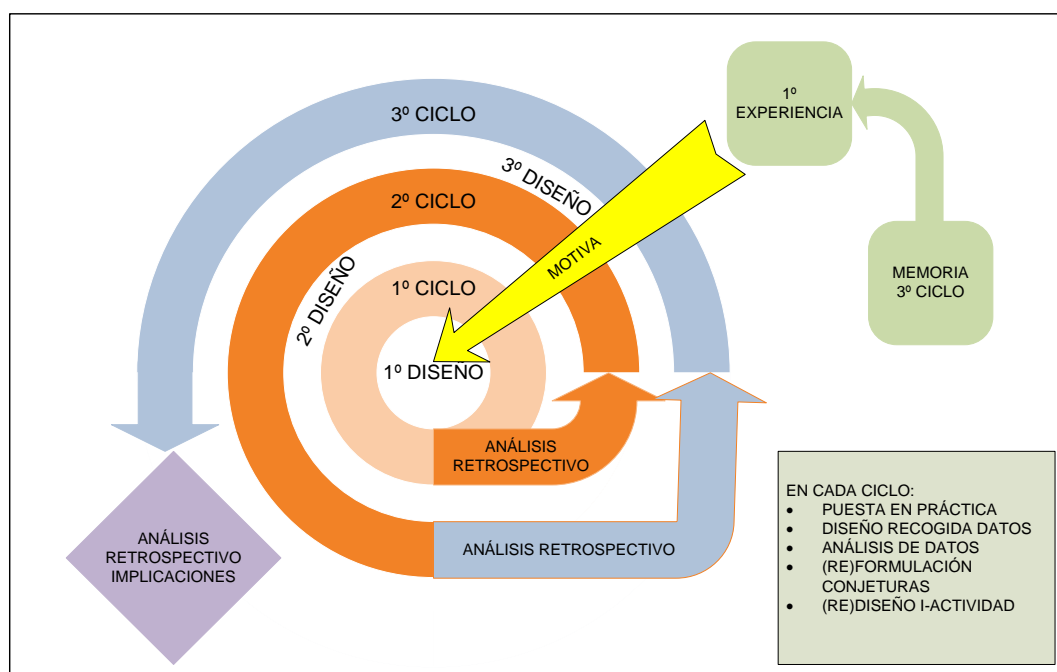 1º
EXPERIENCIA
3º CICLO
3º DISEÑO
2º CICLO
MOTIVA
2º DISEÑO
1º CICLO
MEMORIA
3º CICLO
1º DISEÑO
ANÁLISIS
RETROSPECTIVO
ANÁLISIS RETROSPECTIVO
ANÁLISIS
RETROSPECTIVO
IMPLICACIONES
EN CADA CICLO:
• PUESTA EN PRÁCTICA
• DISEÑO RECOGIDA DATOS
• ANÁLISIS DE DATOS
• (RE)FORMULACIÓN
CONJETURAS
• (RE)DISEÑO I-ACTIVIDAD